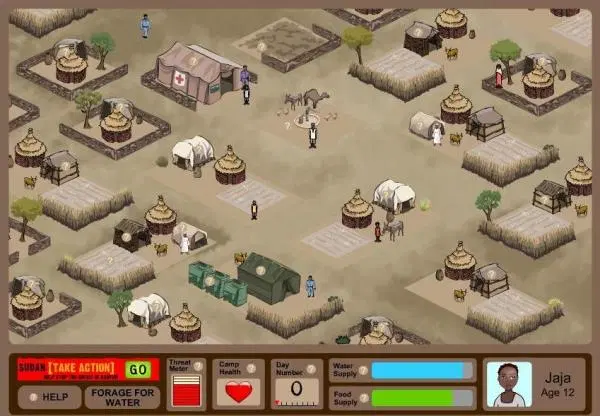 SUDAN [TAKE ACTION] GO
HELP
FORAGE FOR
WATER
Threat
Meter
Camp
Health
Day
Number
0
Water
Supply
Food
Supply
Jaja
Age 12